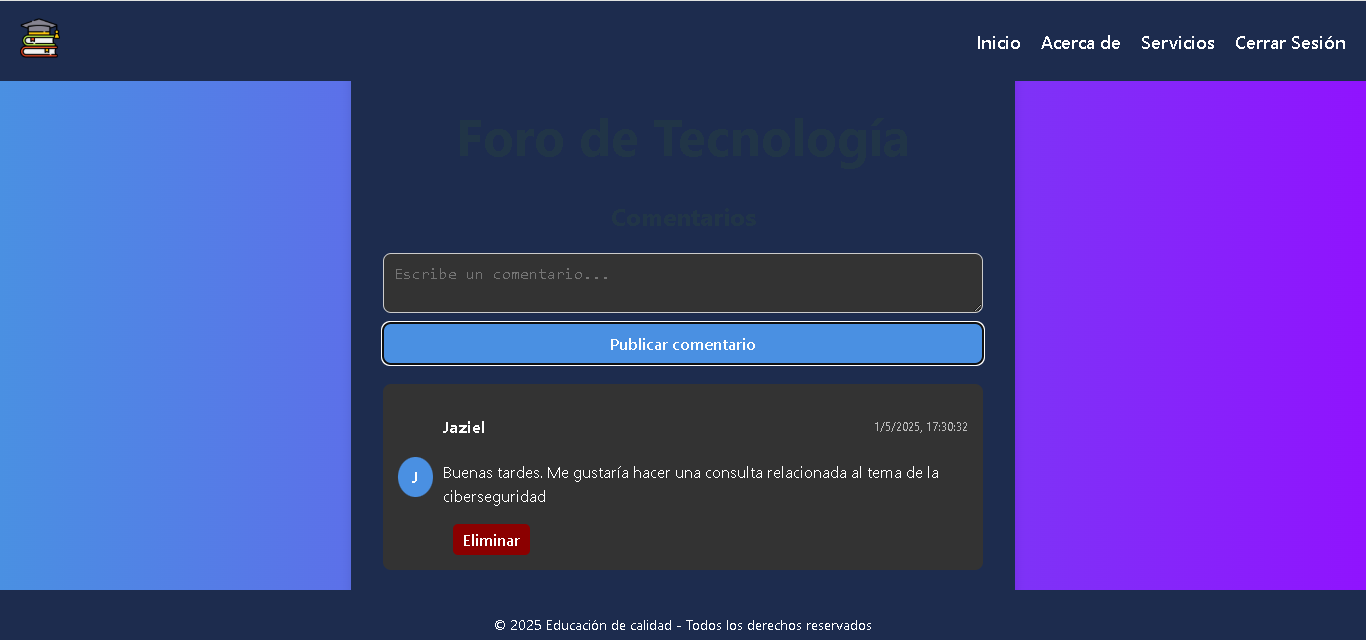 Inicio Acerca de Servicios Cerrar Sesión
Foro de Tecnología
Comentarios
Escribe un comentario...
Publicar comentario
Jaziel 1/5/2025, 17:30:32
J
Buenas tardes. Me gustaría hacer una consulta relacionada al tema de la
ciberseguridad
Eliminar
© 2025 Educación de calidad - Todos los derechos reservados